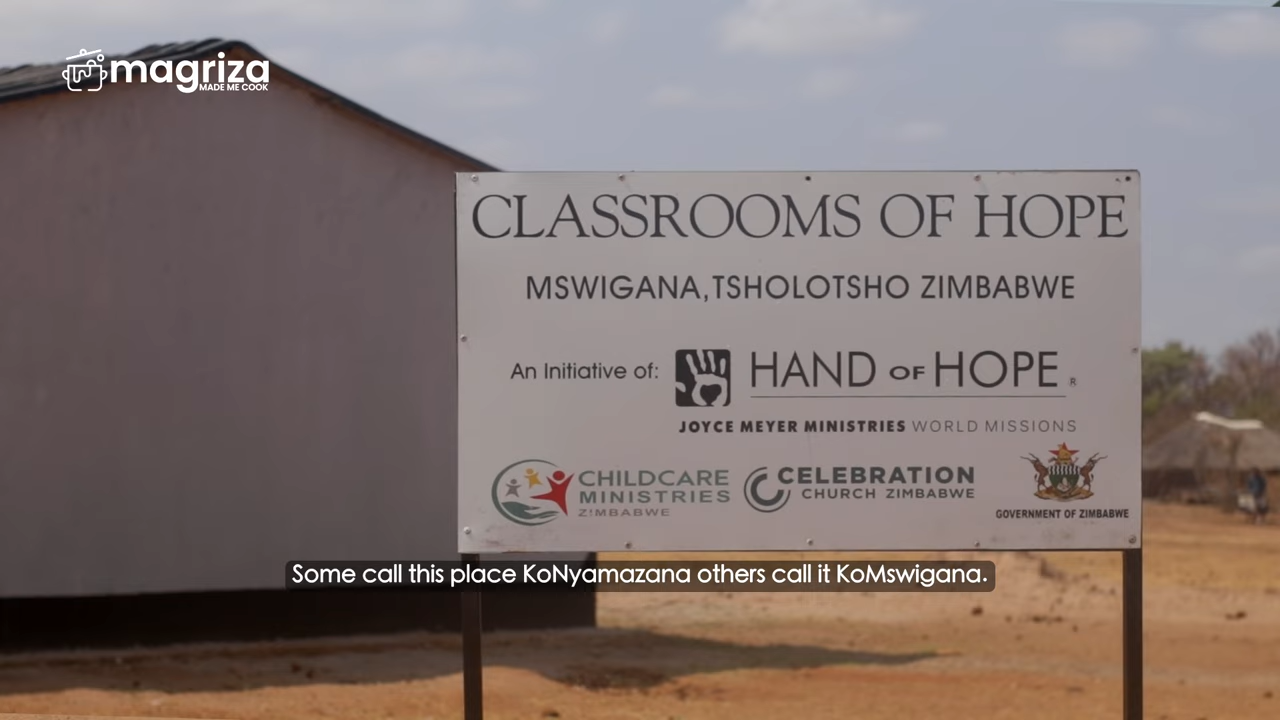 magriza
MADE ME COOK
CLASSROOMS OF HOPE
MSWIGANA,TSHOLOTSHO ZIMBABWE
An Initiative of: HAND OF HOPE ®
JOYCE MEYER MINISTRIES WORLD MISSIONS
CHILDCARE
MINISTRIES
ZIMBABWE
CELEBRATION
CHURCH ZIMBABWE
GOVERNMENT OF ZIMBABWE
Some call this place KoNyamazana others call it KoMswigana.